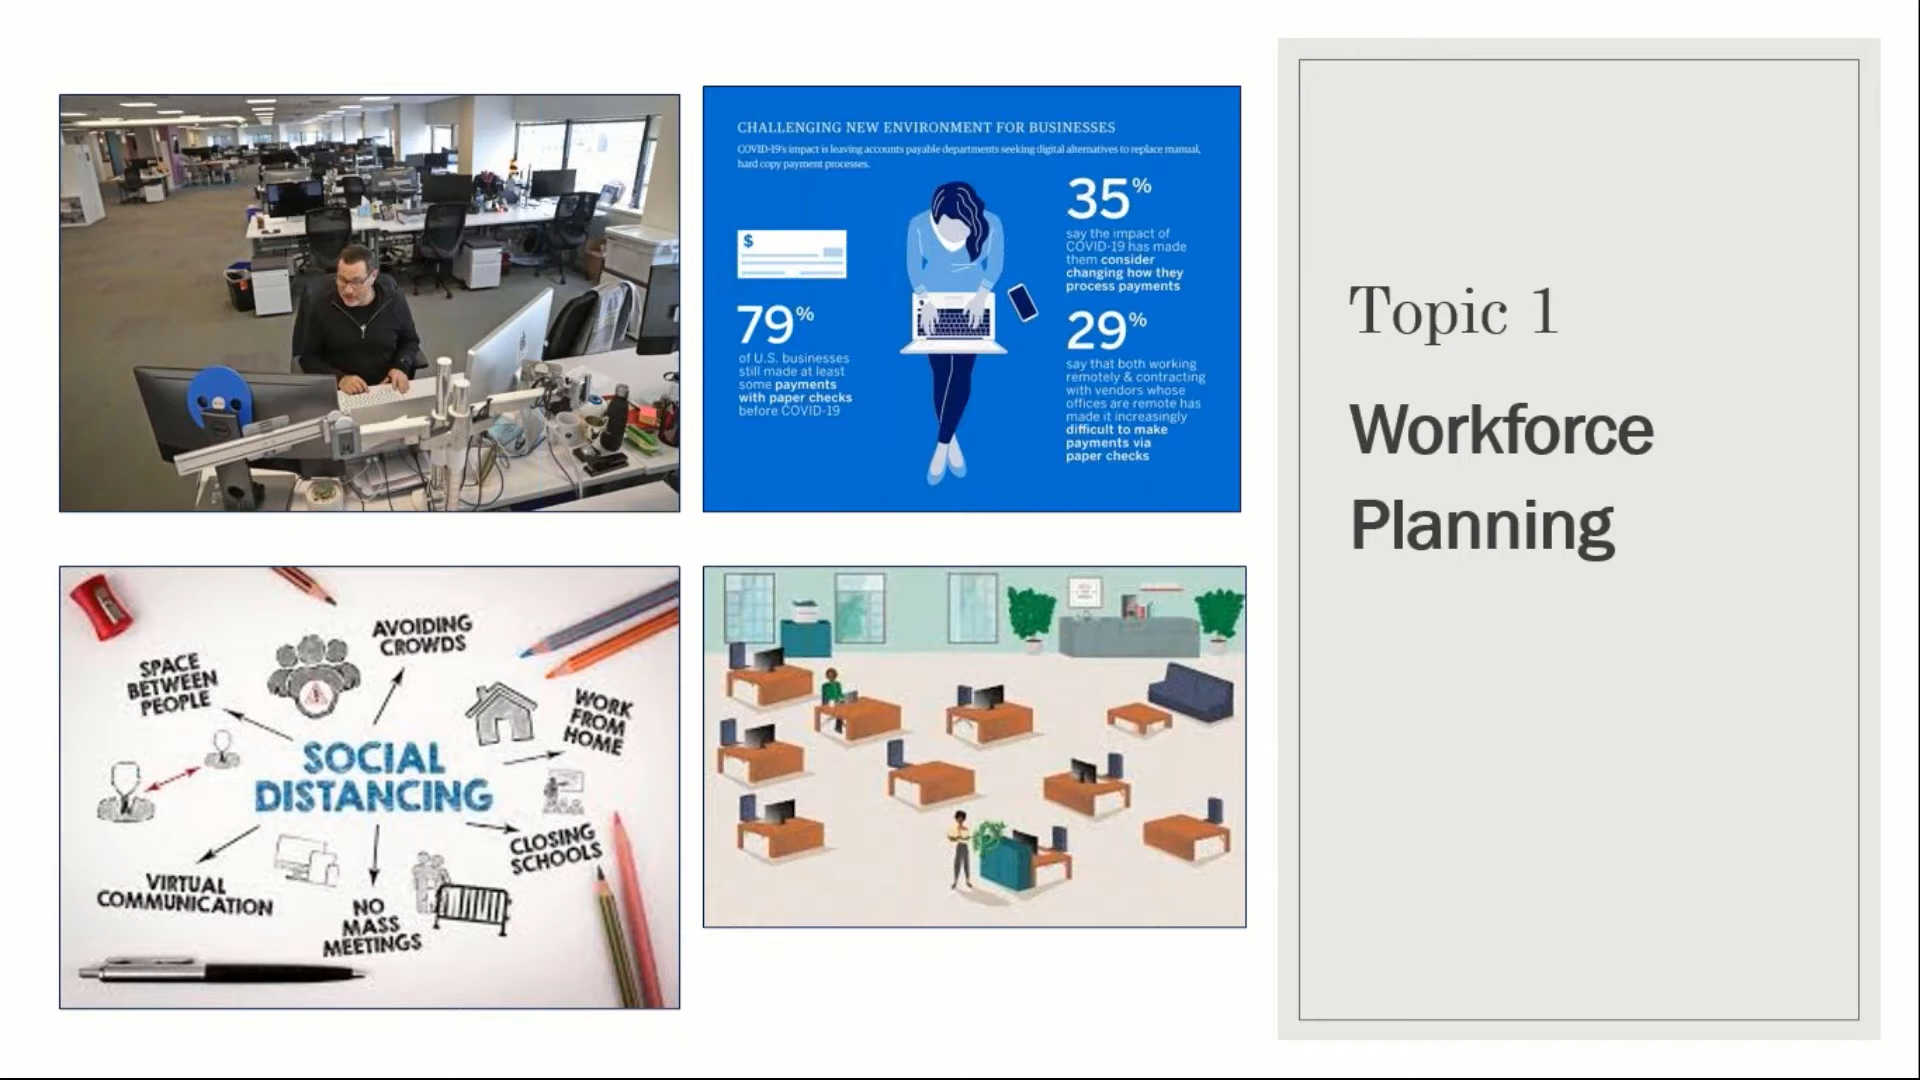 CHALLENGING NEW ENVIRONMENT FOR BUSINESSES
COVID-19's impact is leaving accounts payable departments seeking digital alternatives to replace manual,
hard copy payment processes.
$
79%
of U.S. businesses
still made at least
some payments
with paper checks
before COVID-19
35%
say the impact of
COVID-19 has made
them consider
changing how they
process payments
29%
say that both working
remotely & contracting
with vendors whose
offices are remote has
made it increasingly
difficult to make
payments via
paper checks
AVOIDING
CROWDS
SPACE
BETWEEN
PEOPLE
WORK
FROM
HOME
SOCIAL
DISTANCING
CLOSING
SCHOOLS
VIRTUAL
COMMUNICATION
NO
MASS
MEETINGS
Topic 1
Workforce
Planning